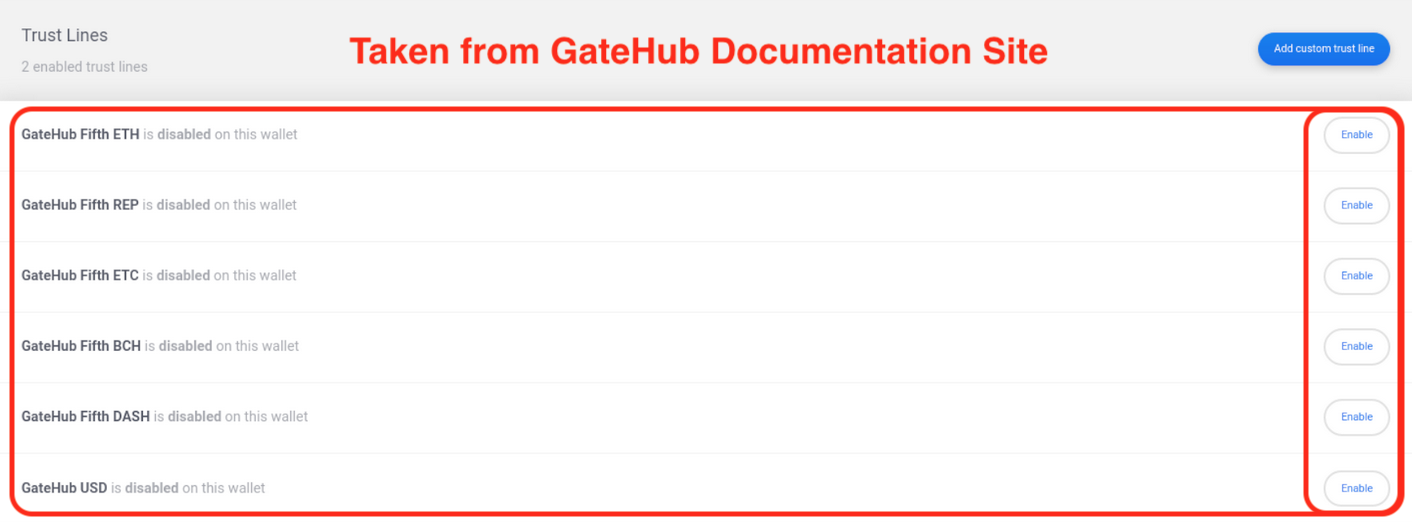 Trust Lines
Taken from GateHub Documentation Site
Add custom trust line
2 enabled trust lines
GateHub Fifth ETH is disabled on this wallet Enable
GateHub Fifth REP is disabled on this wallet Enable
GateHub Fifth ETC is disabled on this wallet Enable
GateHub Fifth BCH is disabled on this wallet Enable
GateHub Fifth DASH is disabled on this wallet Enable
GateHub USD is disabled on this wallet Enable